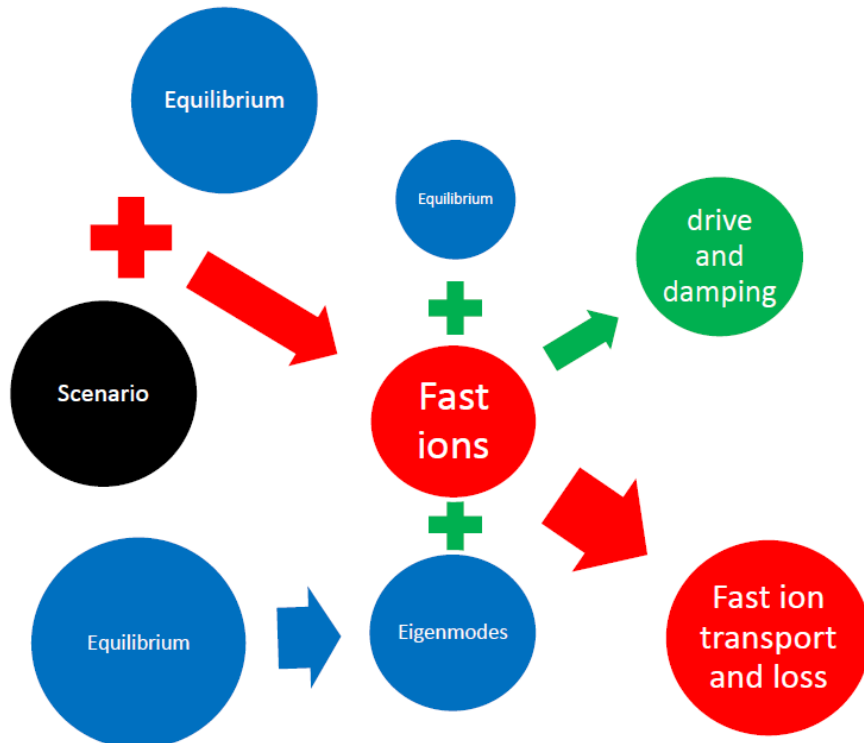 Equilibrium
Equilibrium
drive
and
damping
Scenario
Fast
ions
Equilibrium
Eigenmodes
Fast ion
transport
and loss